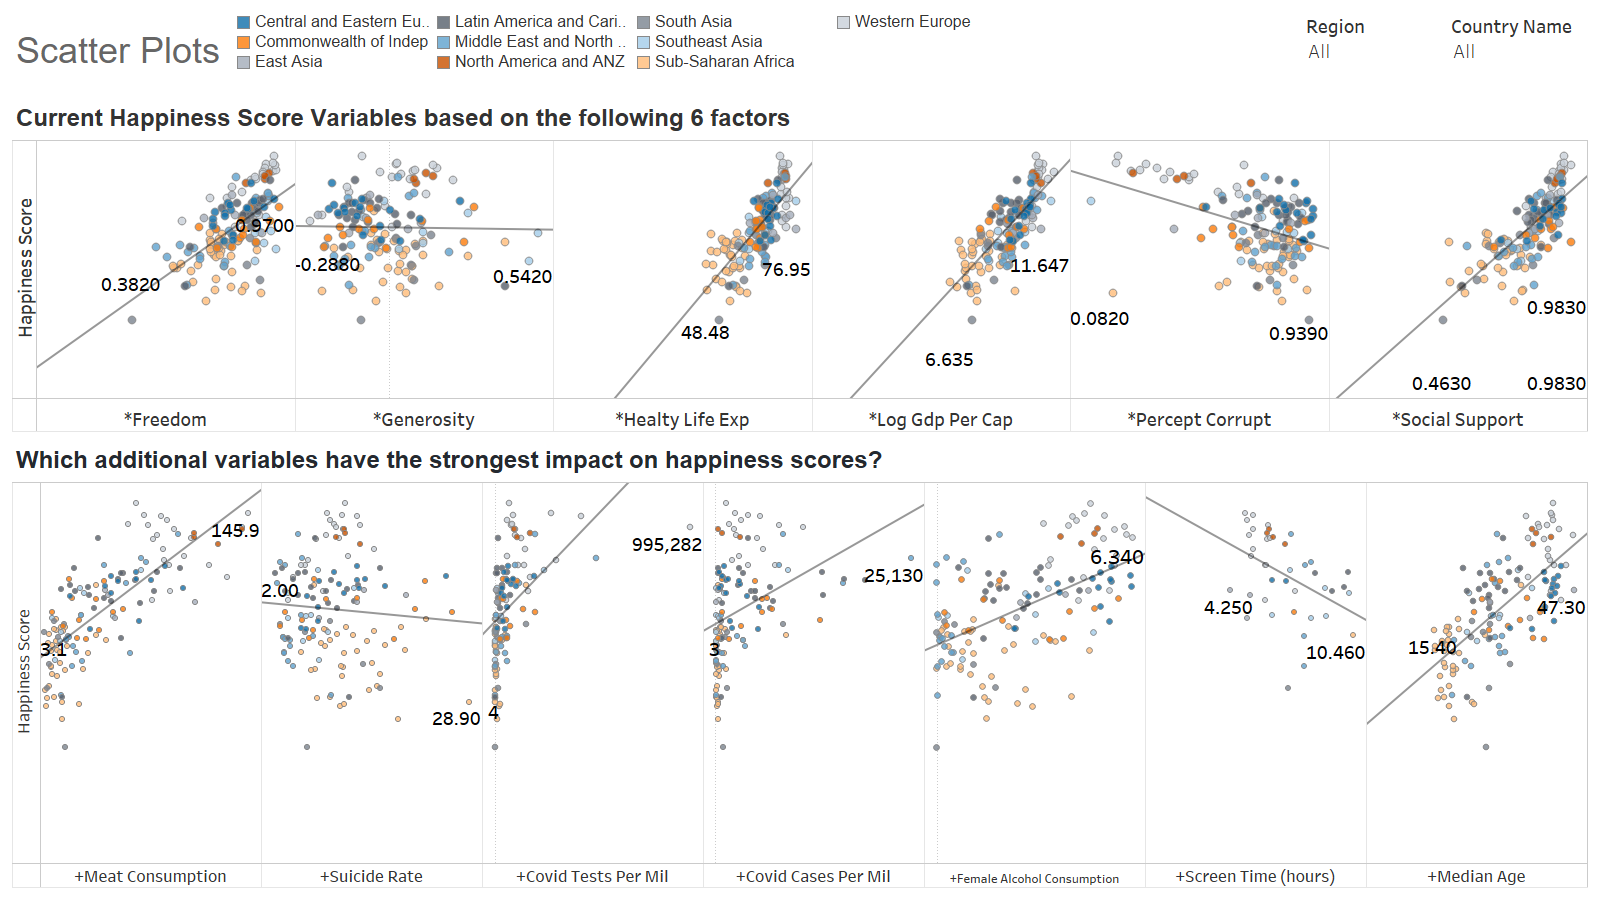 Scatter Plots
Central and Eastern Eu..
Commonwealth of Indep
East Asia
Latin America and Cari..
Middle East and North ..
North America and ANZ
South Asia
Southeast Asia
Sub-Saharan Africa
Western Europe
Region
All
Country Name
All
Current Happiness Score Variables based on the following 6 factors
Happiness Score
0.3820
0.9700
-0.2880
0.5420
48.48
76.95
6.635
11.647
0.0820
0.9390
0.9830
0.4630
0.9830
*Freedom
*Generosity
*Healty Life Exp
*Log Gdp Per Cap
*Percept Corrupt
*Social Support
Which additional variables have the strongest impact on happiness scores?
Happiness Score
3.1
145.9
2.00
28.90
4
995,282
3
25,130
6.340
4.250
10.460
15.40
47.30
+Meat Consumption
+Suicide Rate
+Covid Tests Per Mil
+Covid Cases Per Mil
+Female Alcohol Consumption
+Screen Time (hours)
+Median Age